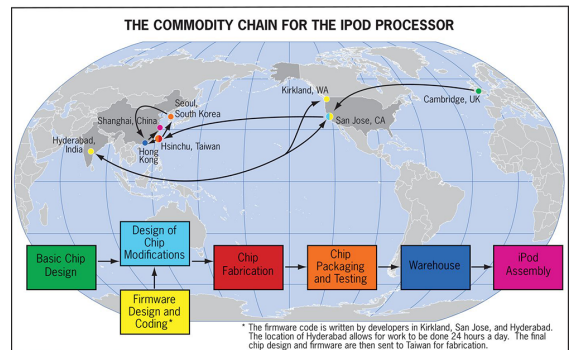 THE COMMODITY CHAIN FOR THE IPOD PROCESSOR
Kirkland, WA
Cambridge, UK
Seoul,
South Korea
Shanghai, China
San Jose, CA
Hyderabad,
India
Hong
Kong
Hsinchu, Taiwan
Basic Chip
Design
Design of
Chip
Modifications
Chip
Fabrication
Chip
Packaging
and Testing
Warehouse
iPod
Assembly
Firmware
Design and
Coding*
* The firmware code is written by developers in Kirkland, San Jose, and Hyderabad.
The location of Hyderabad allows for work to be done 24 hours a day. The final
chip design and firmware are then sent to Taiwan for fabrication.